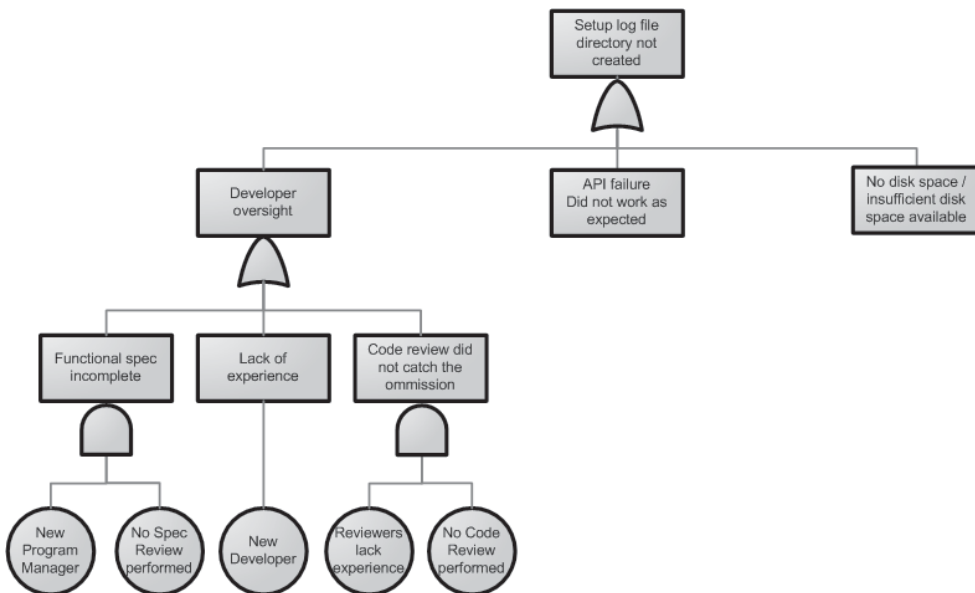 Setup log file
directory not
created
Developer
oversight
API failure
Did not work as
expected
No disk space /
insufficient disk
space available
Functional spec
incomplete
Lack of
experience
Code review did
not catch the
ommission
New
Program
Manager
No Spec
Review
performed
New
Developer
Reviewers
lack
experience
No Code
Review
performed